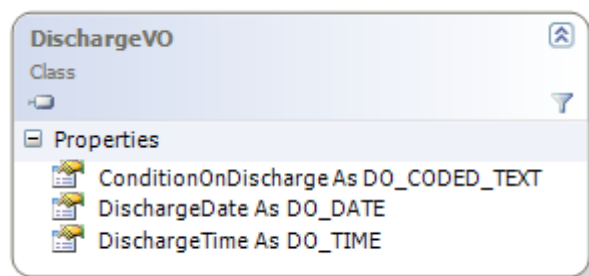 DischargeVO
Class
Properties
ConditionOnDischarge As DO_CODED_TEXT
DischargeDate As DO_DATE
DischargeTime As DO_TIME